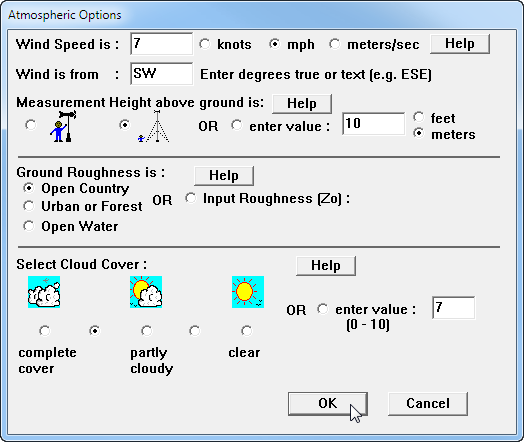 Atmospheric Options
Wind Speed is : 7 knots mph meters/sec Help
Wind is from : SW Enter degrees true or text (e.g. ESE)
Measurement Height above ground is: Help
OR enter value : 10 feet
meters
Ground Roughness is : Help
Open Country
Urban or Forest OR Input Roughness (Zo) :
Open Water
Select Cloud Cover : Help
OR enter value : 7
(0 - 10)
complete partly clear
cover cloudy
OK Cancel